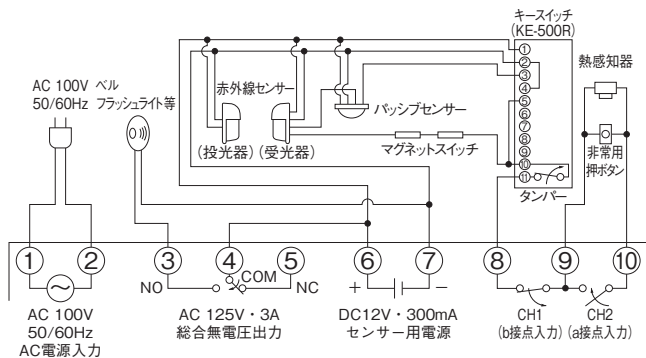 キースイッチ
(KE-500R)
①
②
③
④
⑤
⑥
⑦
⑧
⑨
⑩
⑪
タンパー
熱感知器
非常用
押ボタン
AC 100V
50/60Hz
ベル
フラッシュライト等
赤外線センサー
(投光器)
(受光器)
パッシブセンサー
マグネットスイッチ
① ② ③ ④ ⑤ ⑥ ⑦ ⑧ ⑨ ⑩
NO
COM
NC
+
−
AC 100V
50/60Hz
AC電源入力
AC 125V・3A
総合無電圧出力
DC12V・300mA
センサー用電源
CH1
(b接点入力)
CH2
(a接点入力)